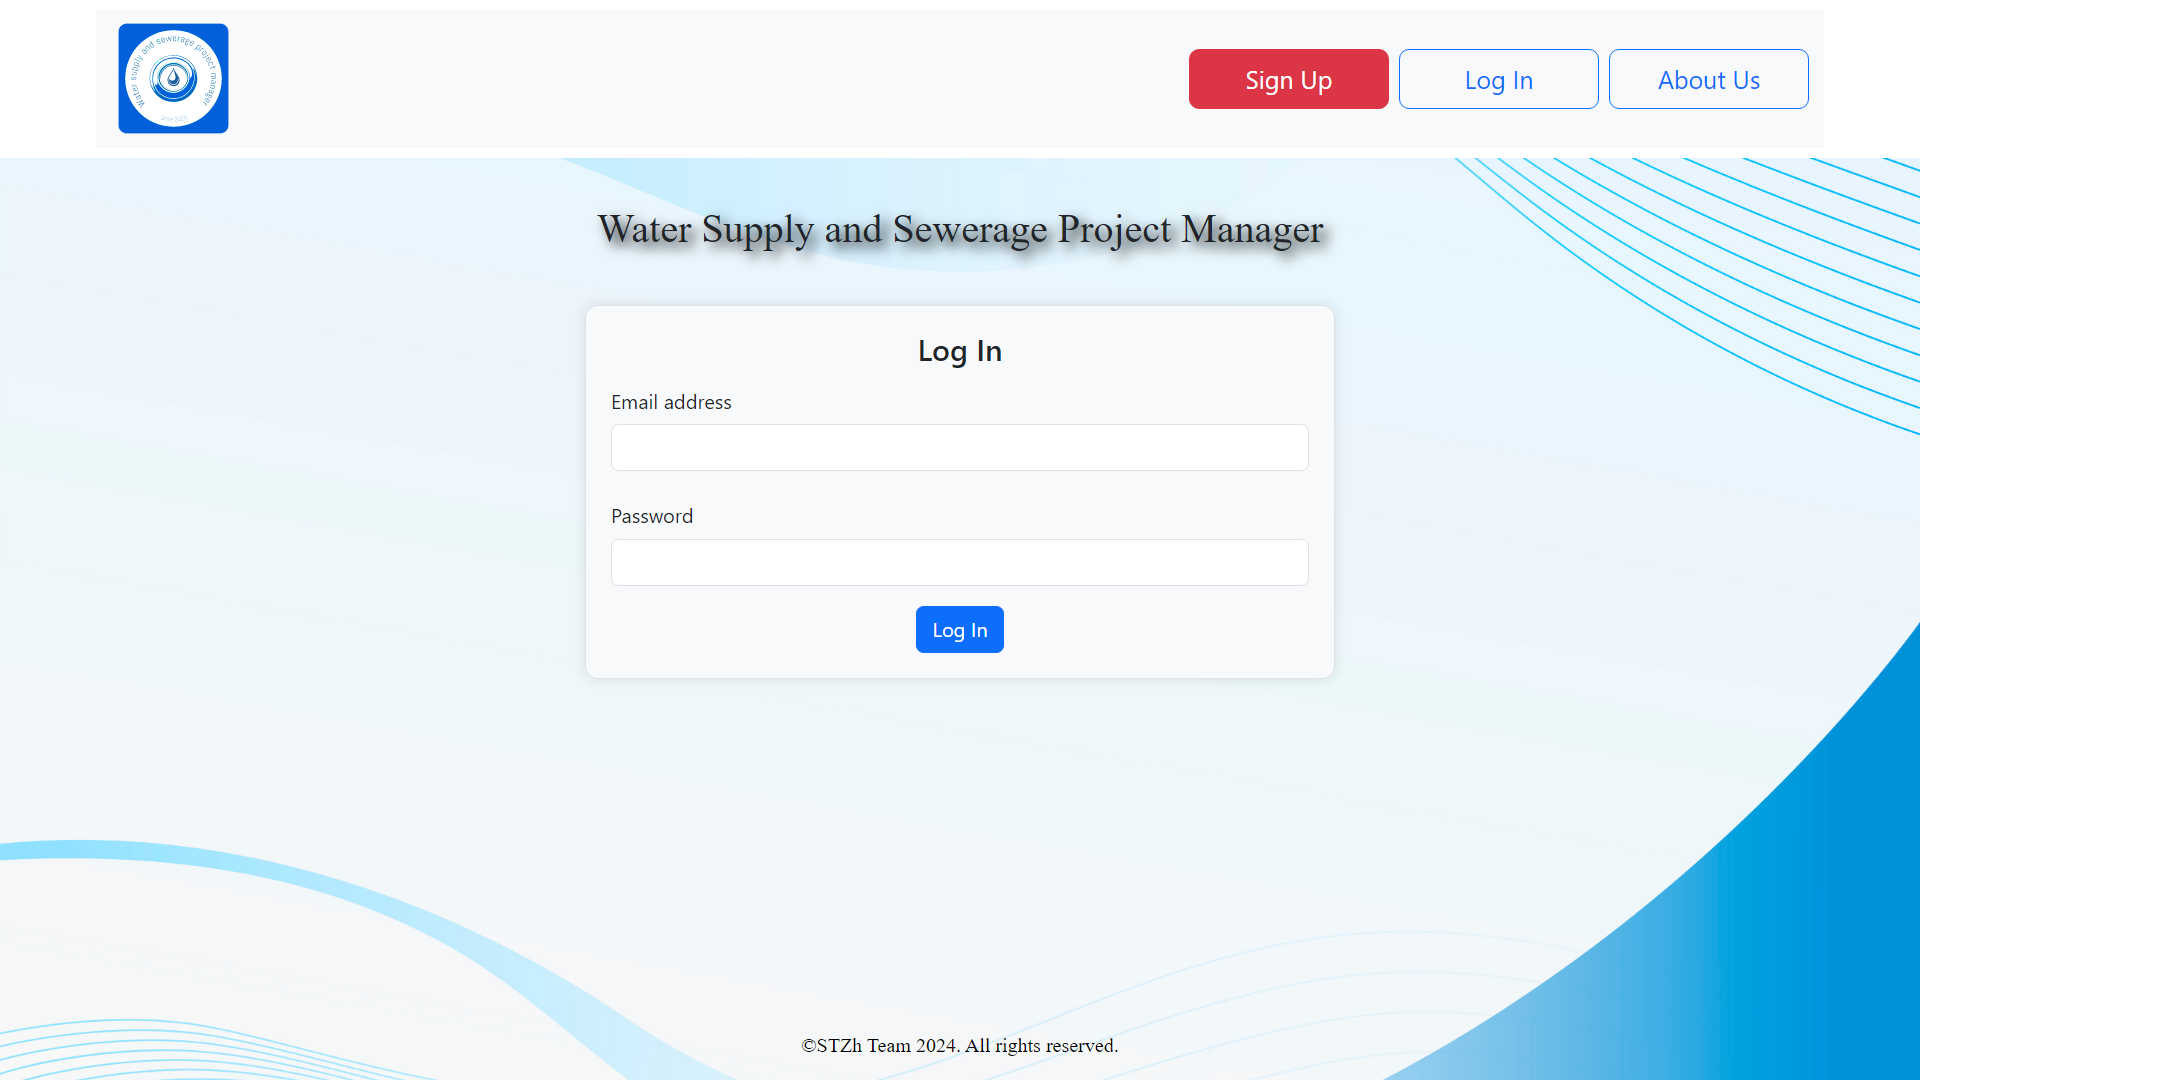 Water supply and sewerage project manager
Since 2024
Sign Up
Log In
About Us
Water Supply and Sewerage Project Manager
Log In
Email address
Password
Log In
©STZh Team 2024. All rights reserved.